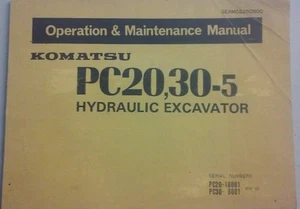 Operation & Maintenance Manual
KOMATSU
PC20,30-5
HYDRAULIC EXCAVATOR
SERIAL NUMBERS